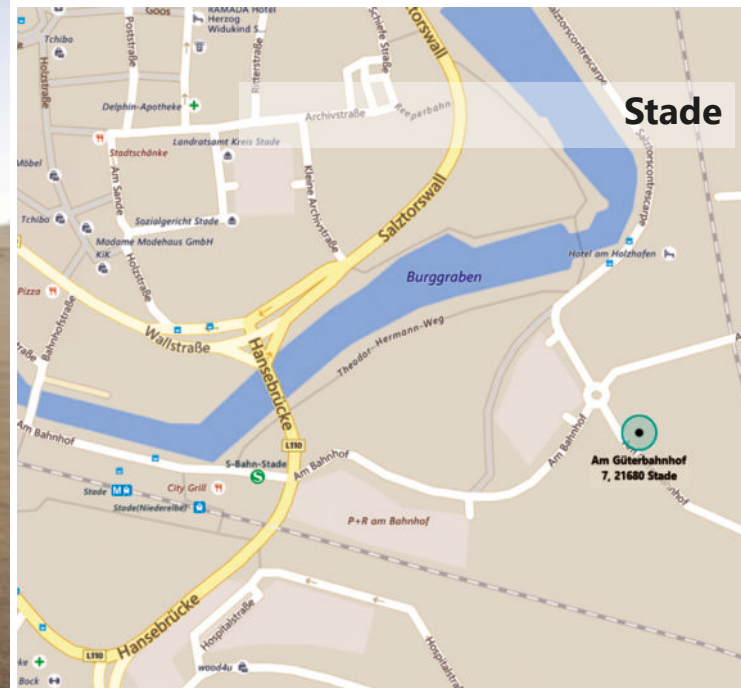 Goos
RAMADA Hotel
Herzog
Widukind S...
Schiefe Straße
Salztorswall
Salztorscontrescarpe
Tchibo
Poststraße
Holzstraße
Ritterstraße
Delphin-Apotheke
Archivstraße
Reeperbahn
Stade
Stadtschänke
Landratsamt Kreis Stade
Möbel
Am Sande
Kleine Archivstraße
Salztorscontrescarpe
Tchibo
Sozialgericht Stade
Salztorswall
Madame Modehaus GmbH
KiK
Holzstraße
Hotel am Holzhafen
Burggraben
Pizza
Bahnhofstraße
Wallstraße
Theodor-Hermann-Weg
Hansebrücke
Am Bahnhof
L110
Am Bahnhof
Am Bahnhof
S-Bahn-Stade
S
Am Güterbahnhof
7, 21680 Stade
City Grill
Stade
M
Stade(Niederelbe)
P+R am Bahnhof
Hansebrücke
Hospitalstraße
L110
wood4u
Hospitalstraße
Bock